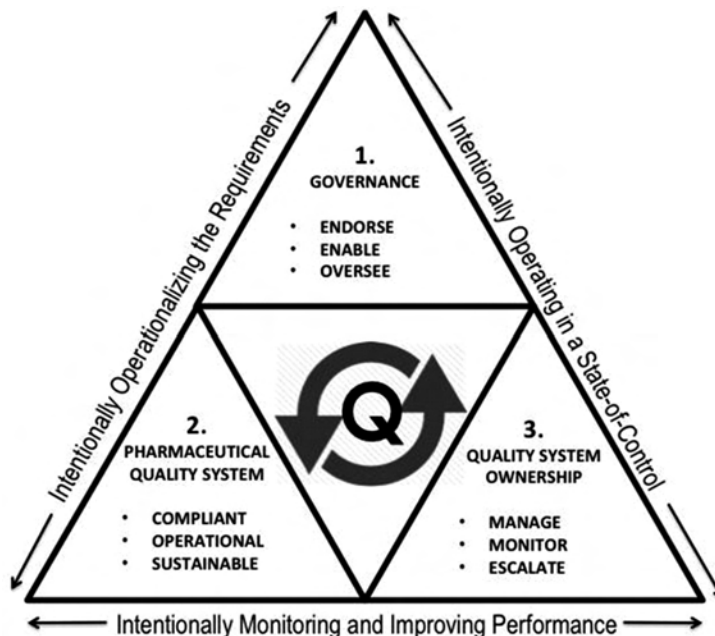 Intentionally Operationalizing the Requirements
Intentionally Operating in a State-of-Control
1.
GOVERNANCE
• ENDORSE
• ENABLE
• OVERSEE
Q
2.
PHARMACEUTICAL
QUALITY SYSTEM
• COMPLIANT
• OPERATIONAL
• SUSTAINABLE
3.
QUALITY SYSTEM
OWNERSHIP
• MANAGE
• MONITOR
• ESCALATE
Intentionally Monitoring and Improving Performance